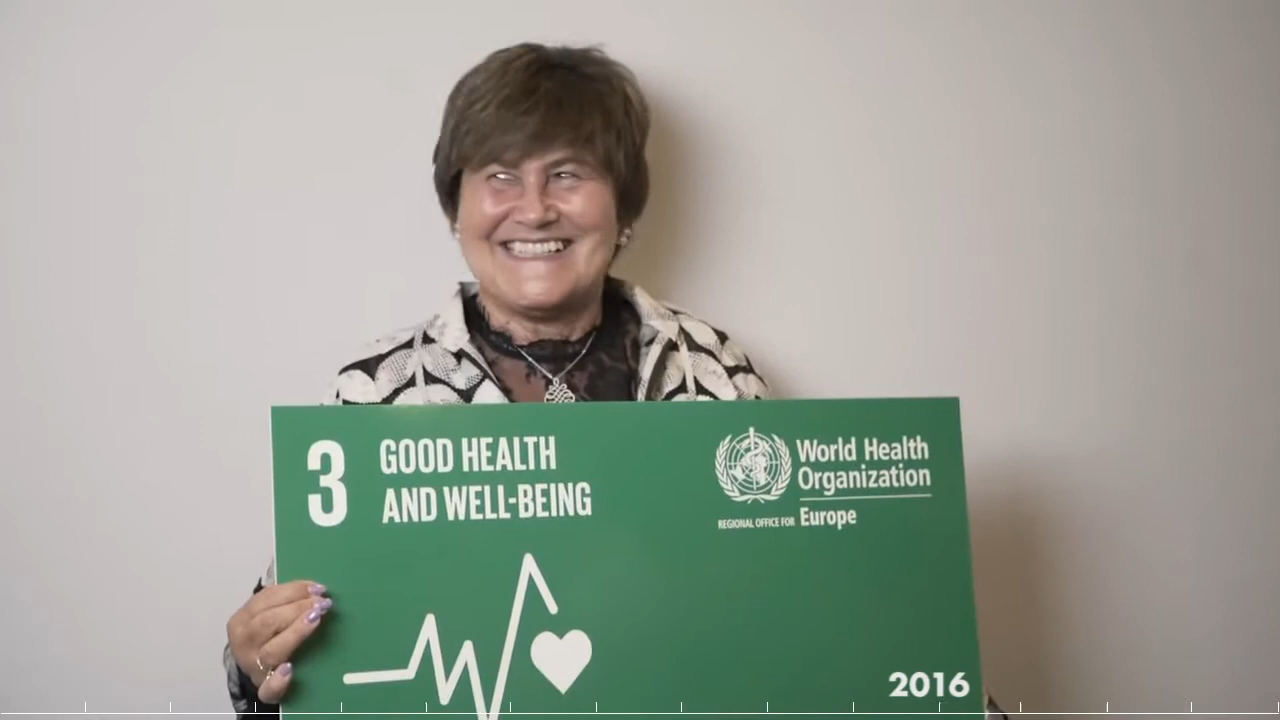 3
GOOD HEALTH
AND WELL-BEING
World Health
Organization
REGIONAL OFFICE FOR Europe
2016